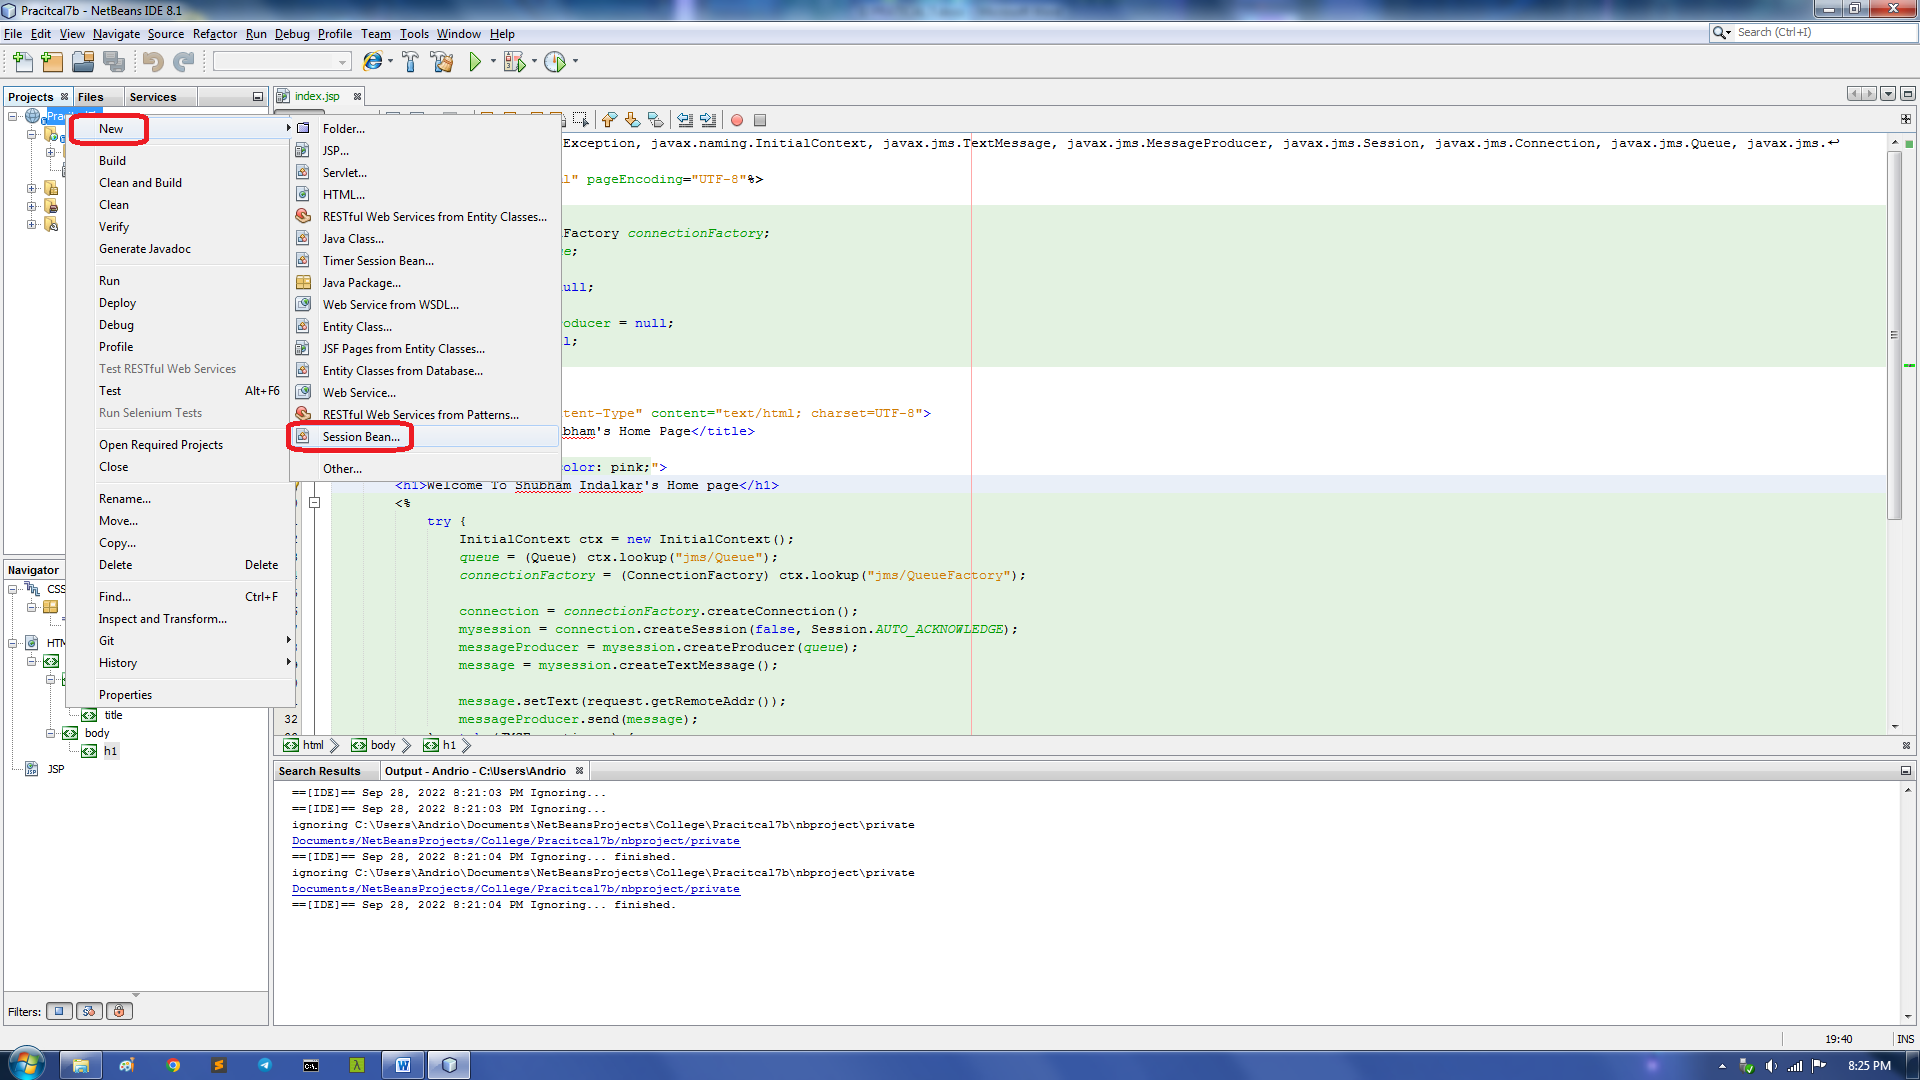 Pracitcal7b - NetBeans IDE 8.1
File Edit View Navigate Source Refactor Run Debug Profile Team Tools Window Help
Search (Ctrl+I)
Projects Files Services
index.jsp
New
Build
Clean and Build
Clean
Verify
Generate Javadoc
Run
Deploy
Debug
Profile
Test RESTful Web Services
Test Alt+F6
Run Selenium Tests
Open Required Projects
Close
Rename...
Move...
Copy...
Delete Delete
Find... Ctrl+F
Inspect and Transform...
Git
History
Properties
Folder...
JSP...
Servlet...
HTML...
RESTful Web Services from Entity Classes...
Java Class...
Timer Session Bean...
Java Package...
Web Service from WSDL...
Entity Class...
JSF Pages from Entity Classes...
Entity Classes from Database...
Web Service...
RESTful Web Services from Patterns...
Session Bean...
Other...
Exception, javax.naming.InitialContext, javax.jms.TextMessage, javax.jms.MessageProducer, javax.jms.Session, javax.jms.Connection, javax.jms.Queue, javax.jms.
" pageEncoding="UTF-8"%>
Factory connectionFactory;
e;
ull;
oducer = null;
l;
tent-Type" content="text/html; charset=UTF-8">
bham's Home Page</title>
olor: pink;">
<h1>Welcome To Shubham Indalkar's Home page</h1>
<%
try {
InitialContext ctx = new InitialContext();
queue = (Queue) ctx.lookup("jms/Queue");
connectionFactory = (ConnectionFactory) ctx.lookup("jms/QueueFactory");
connection = connectionFactory.createConnection();
mysession = connection.createSession(false, Session.AUTO_ACKNOWLEDGE);
messageProducer = mysession.createProducer(queue);
message = mysession.createTextMessage();
message.setText(request.getRemoteAddr());
32 messageProducer.send(message);
html body h1
Navigator
CSS
HTM
title
body
h1
JSP
Filters:
Search Results Output - Andrio - C:\Users\Andrio
==[IDE]== Sep 28, 2022 8:21:03 PM Ignoring...
==[IDE]== Sep 28, 2022 8:21:03 PM Ignoring...
ignoring C:\Users\Andrio\Documents\NetBeansProjects\College\Pracitcal7b\nbproject\private
Documents/NetBeansProjects/College/Pracitcal7b/nbproject/private
==[IDE]== Sep 28, 2022 8:21:04 PM Ignoring... finished.
ignoring C:\Users\Andrio\Documents\NetBeansProjects\College\Pracitcal7b\nbproject\private
Documents/NetBeansProjects/College/Pracitcal7b/nbproject/private
==[IDE]== Sep 28, 2022 8:21:04 PM Ignoring... finished.
19:40 INS
8:25 PM